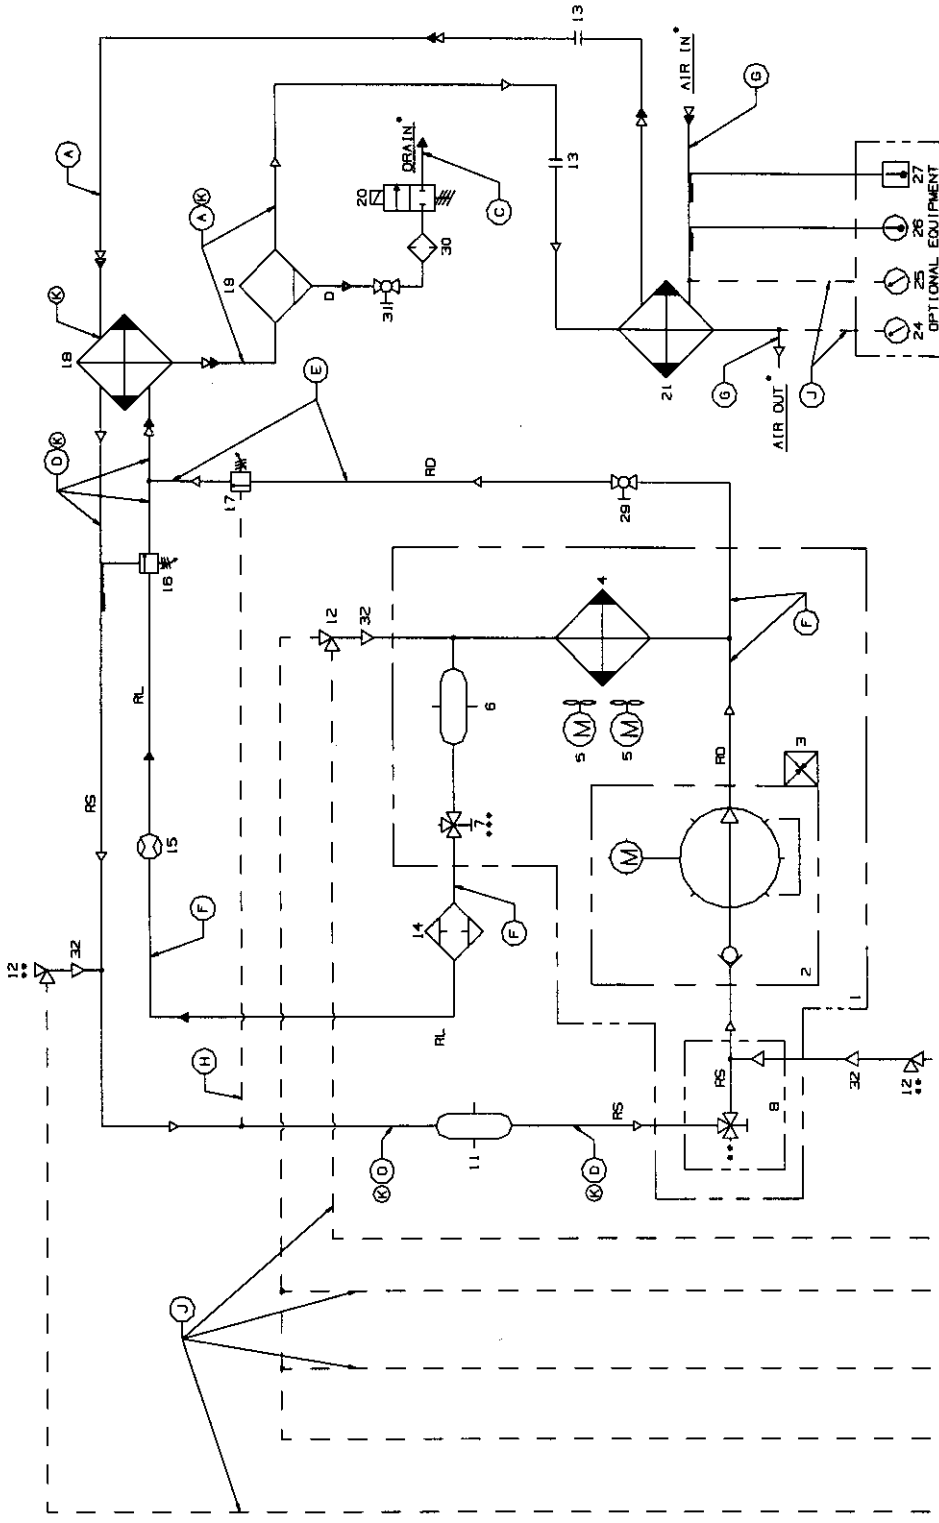 13
A
AIR IN*
G
K
18
A K
20
DRAIN*
13
27
19
C
26
30
OPTIONAL EQUIPMENT
D
31
25
24
21
E
G
J
D K
AIR OUT*
17
RD
29
16
12
32
4
F
RL
6
M
5
M
5
RS
RD
3
15
7
***
M
F
14
F
12
**
32
2
1
RL
H
RS
32
12
**
RS
8
**
K D
11
K D
J